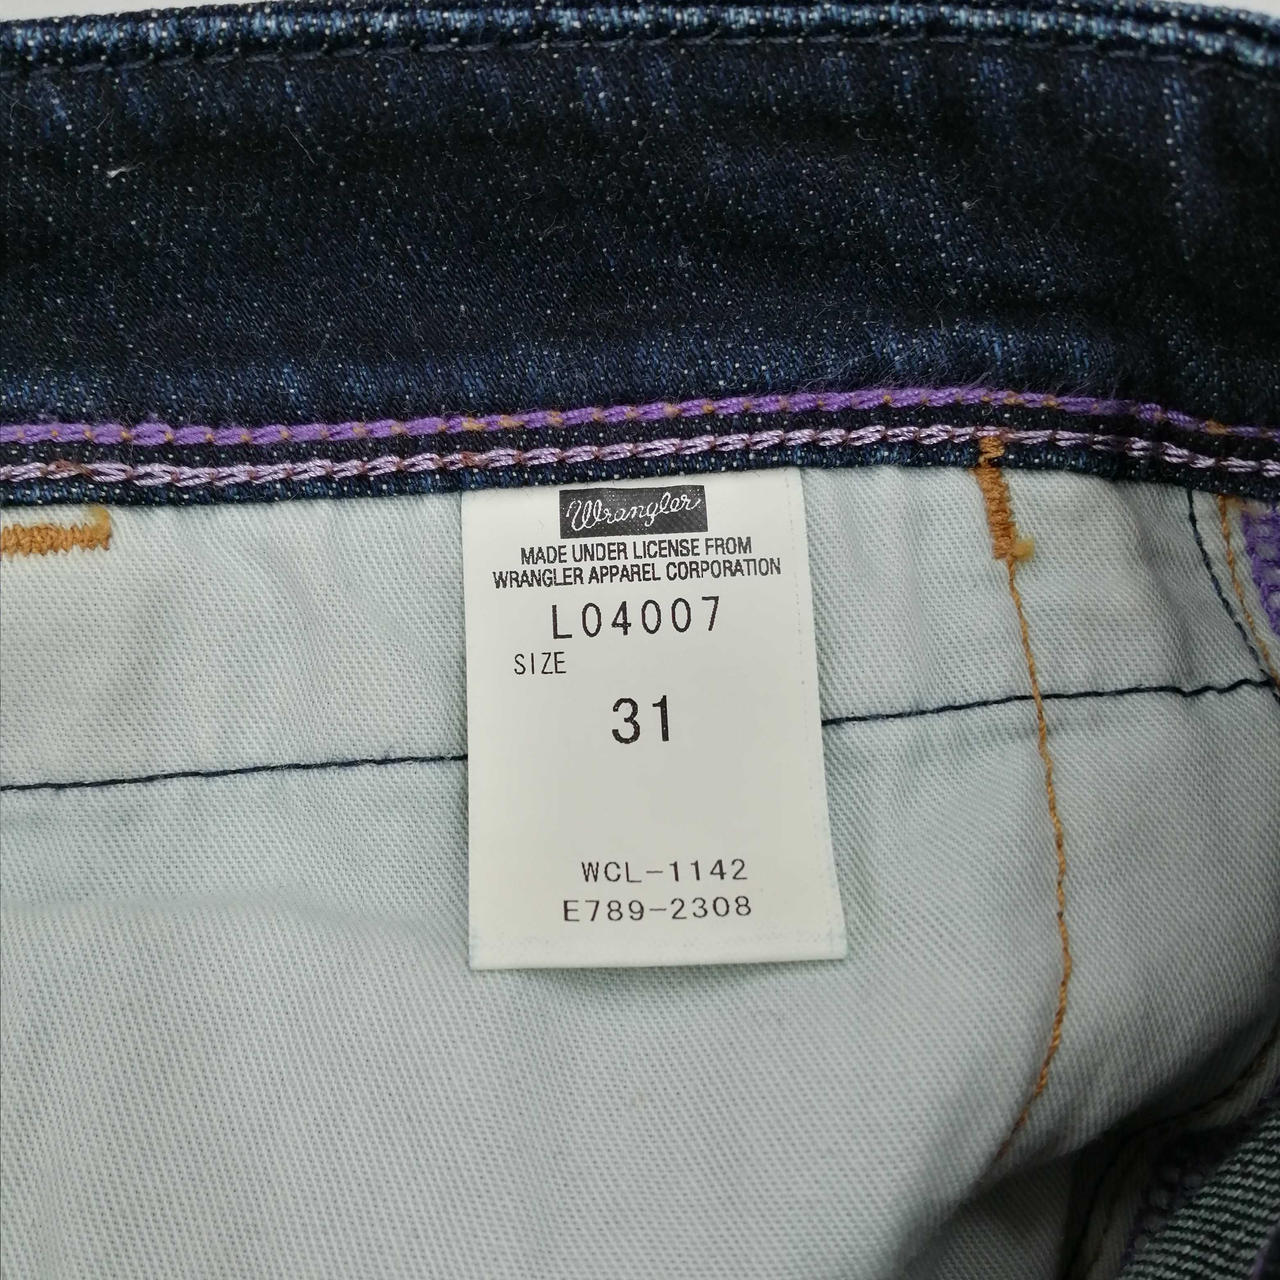 Wrangler
MADE UNDER LICENSE FROM
WRANGLER APPAREL CORPORATION
L04007
SIZE
31
WCL-1142
E789-2308